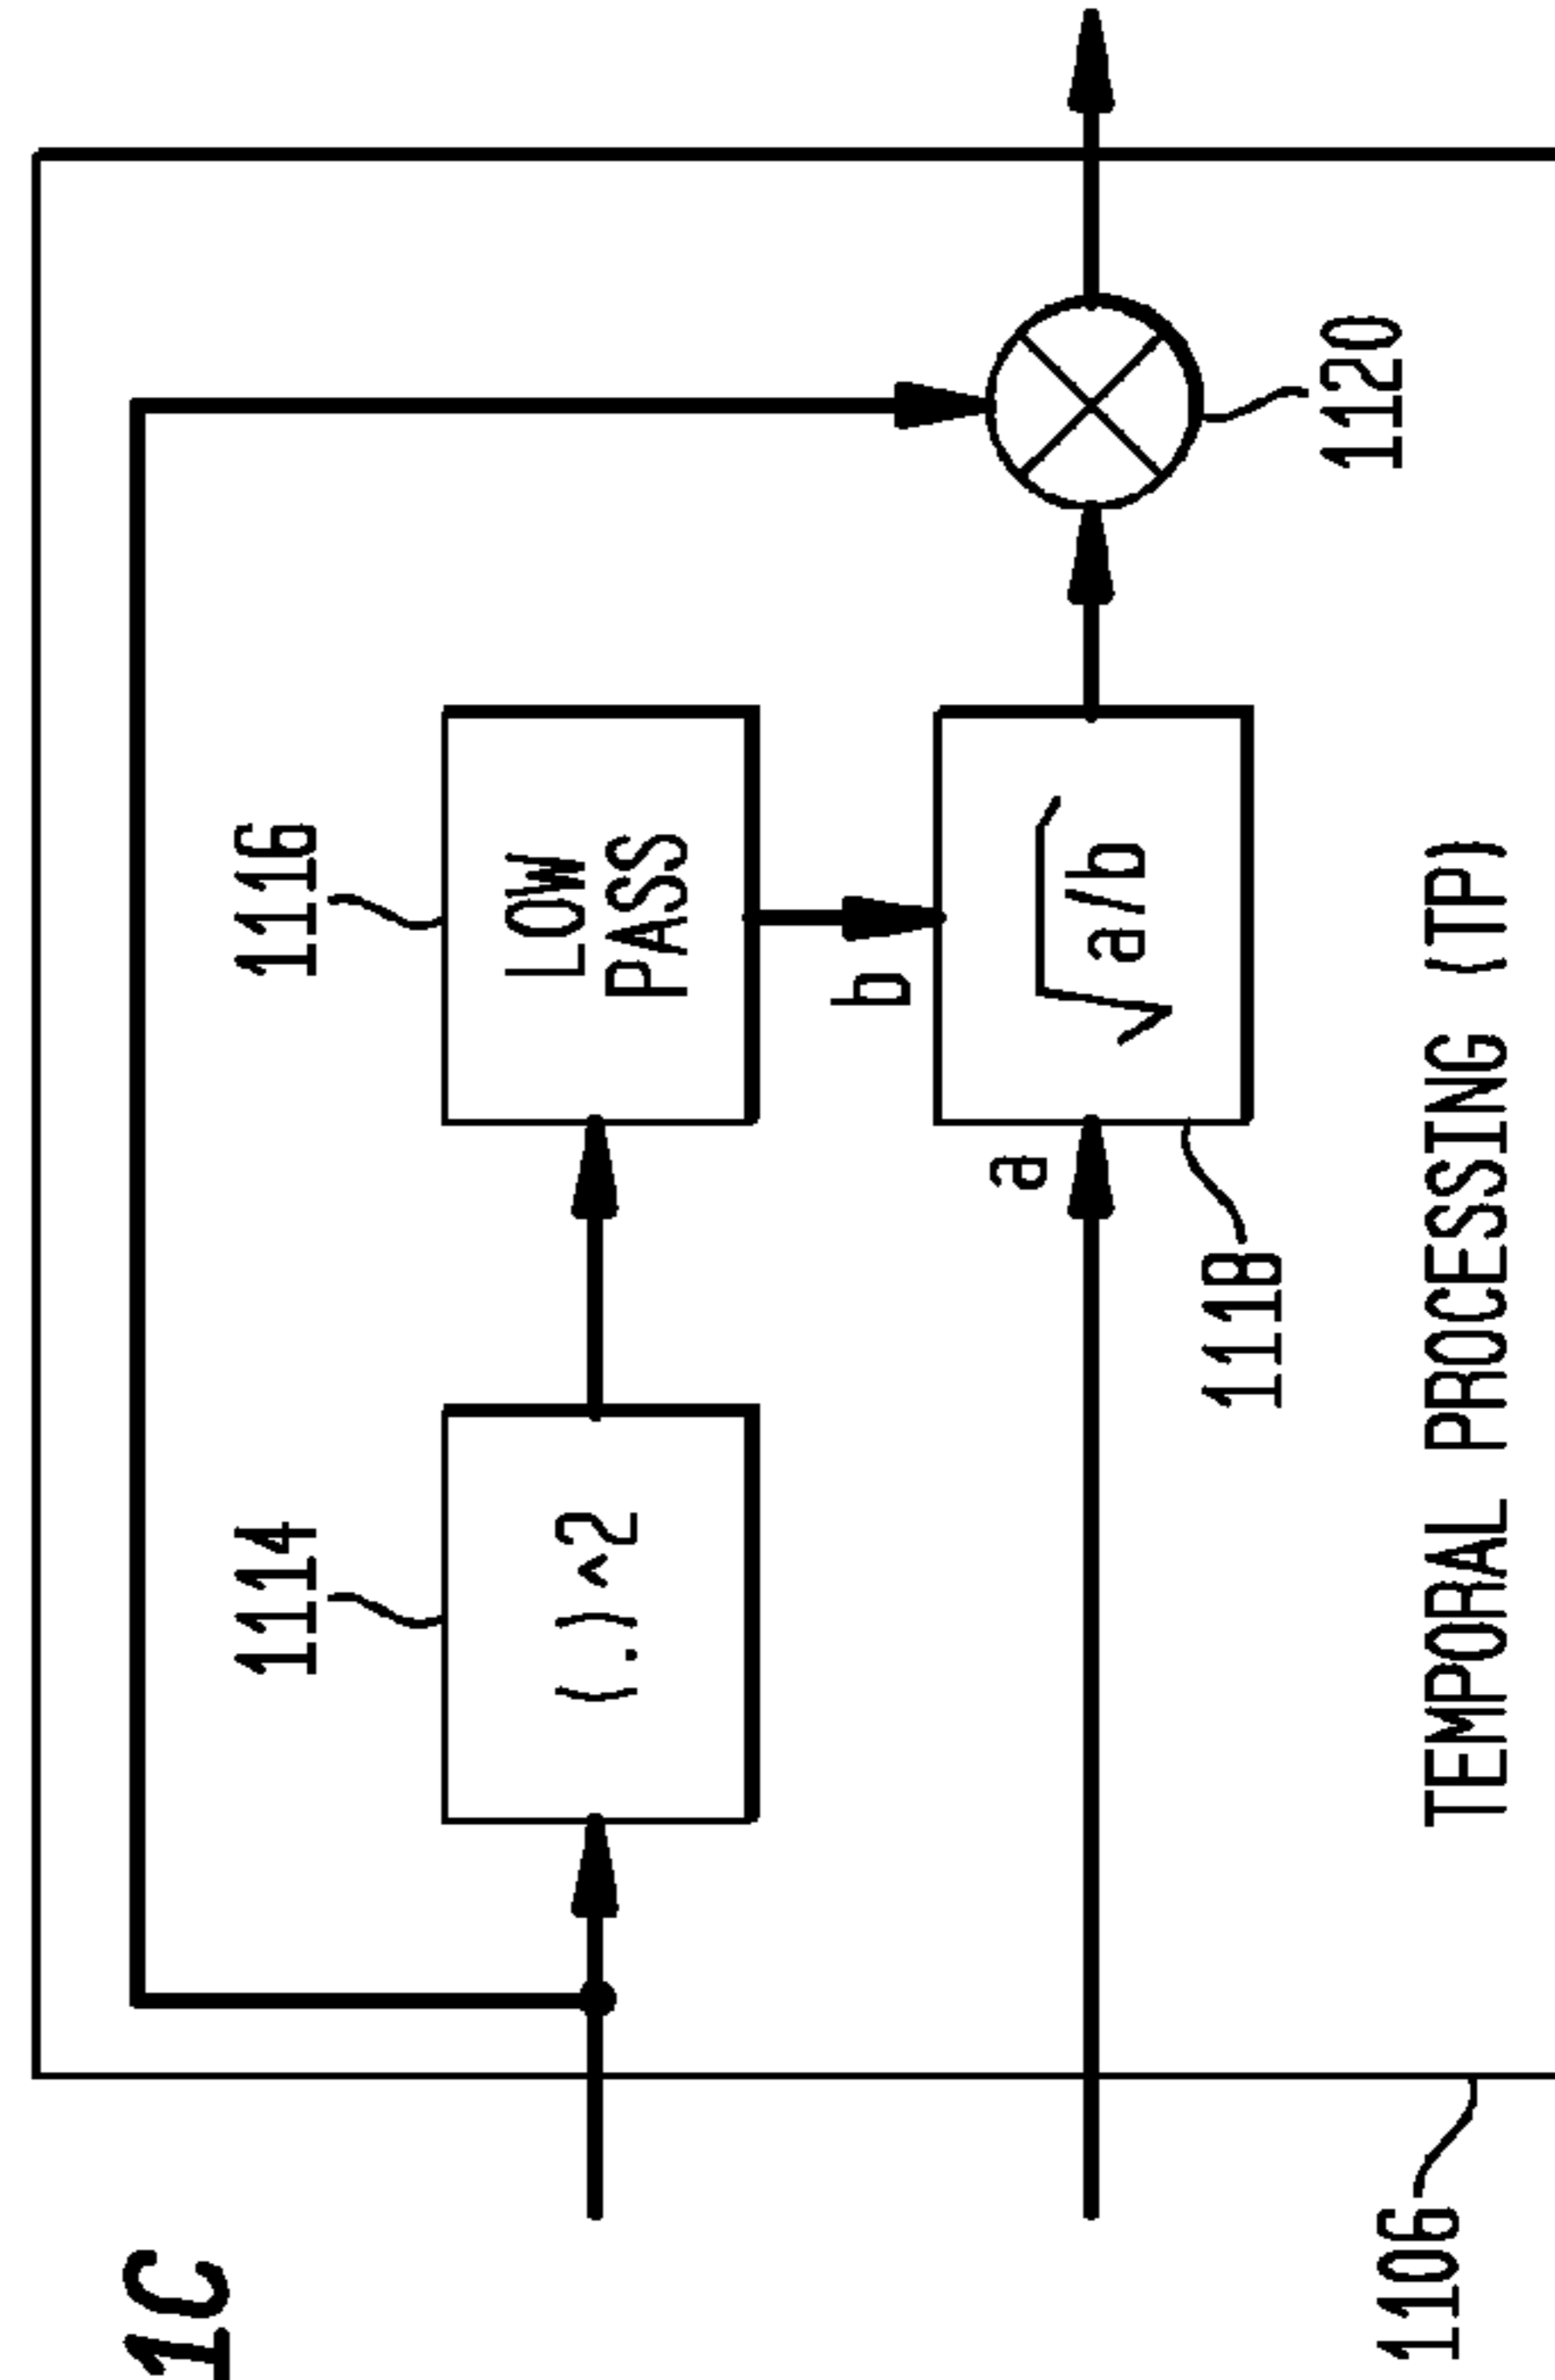 1C
1114
1116
(.)^2
LOW
PASS
b
a
√a/b
1118
1120
1106
TEMPORAL PROCESSING (TP)